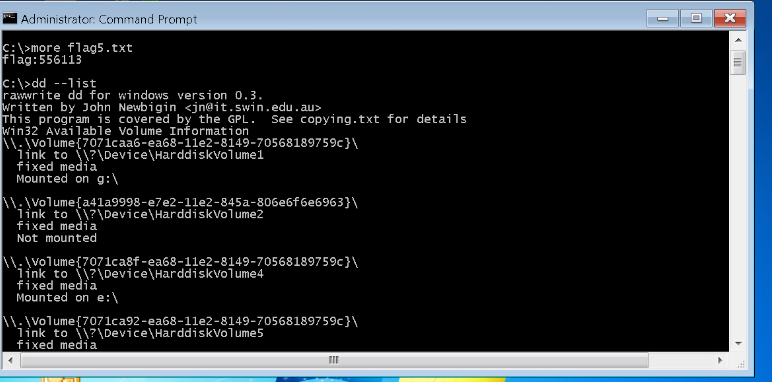 Administrator: Command Prompt
C:\>more flag5.txt
flag:556113
C:\>dd --list
rawwrite dd for windows version 0.3.
Written by John Newbigin <jn@it.swin.edu.au>
This program is covered by the GPL.  See copying.txt for details
Win32 Available Volume Information
\\.\Volume{7071caa6-ea68-11e2-8149-70568189759c}\
  link to \\?\Device\HarddiskVolume1
  fixed media
  Mounted on g:\
\\.\Volume{a41a9998-e7e2-11e2-845a-806e6f6e6963}\
  link to \\?\Device\HarddiskVolume2
  fixed media
  Not mounted
\\.\Volume{7071ca8f-ea68-11e2-8149-70568189759c}\
  link to \\?\Device\HarddiskVolume4
  fixed media
  Mounted on e:\
\\.\Volume{7071ca92-ea68-11e2-8149-70568189759c}\
  link to \\?\Device\HarddiskVolume5
  fixed media